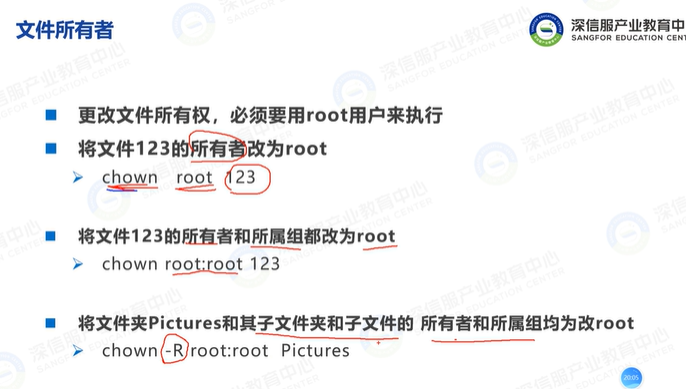 文件所有者
深信服产业教育中
SANGFOR EDUCATION CENT
更改文件所有权，必须要用root用户来执行
将文件123的所有者改为root
chown root 123
将文件123的所有者和所属组都改为root
chown root:root 123
将文件夹Pictures和其子文件夹和子文件的 所有者和所属组均为改root
chown -R root:root Pictures
20:05